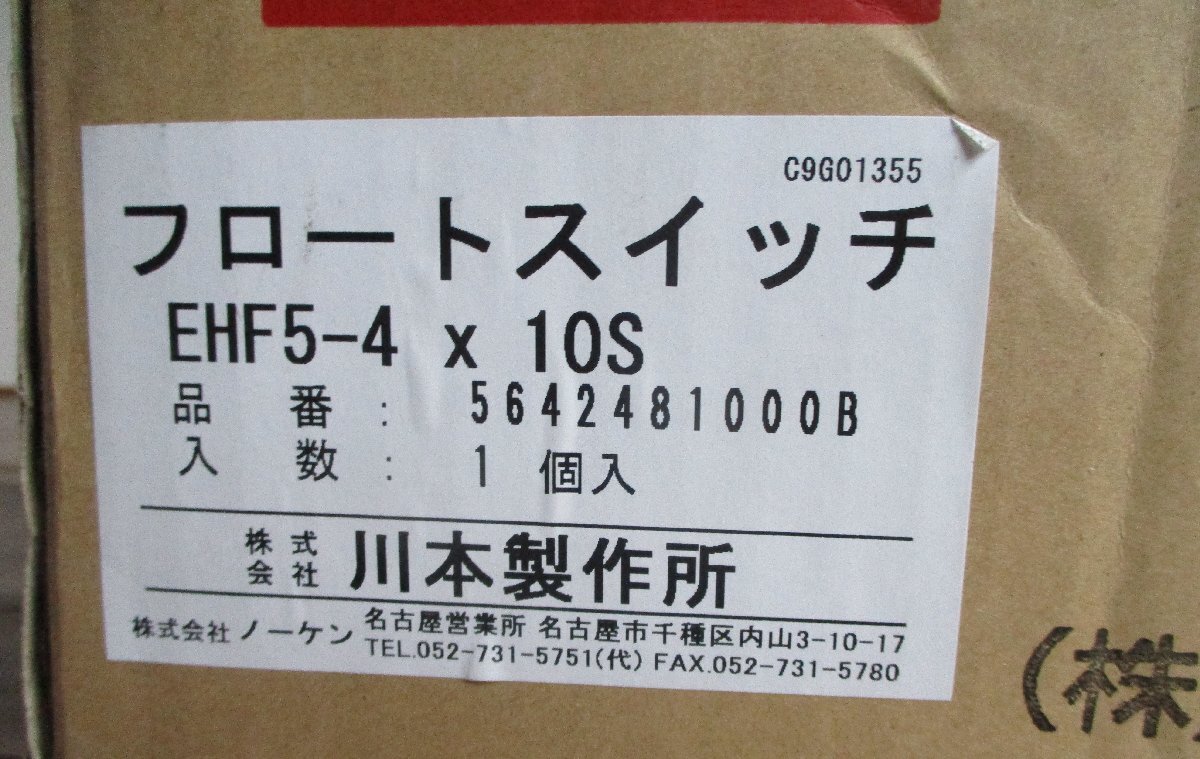 C9G01355
フロートスイッチ
EHF5-4 x 10S
品 番 : 5642481000B
入 数 : 1 個入
株式会社 川本製作所
株式会社 ノーケン 名古屋営業所 名古屋市千種区内山3-10-17
TEL.052-731-5751(代) FAX.052-731-5780
(株